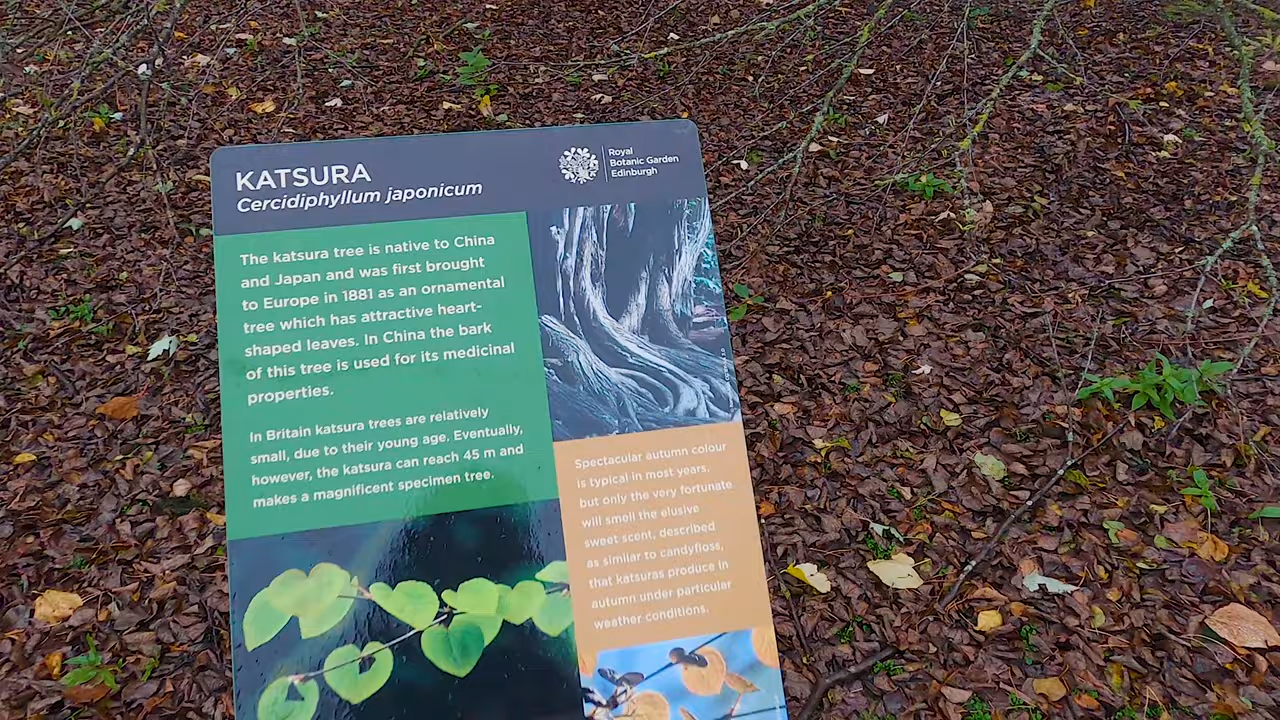 KATSURA
Cercidiphyllum japonicum
Royal
Botanic Garden
Edinburgh
The katsura tree is native to China
and Japan and was first brought
to Europe in 1881 as an ornamental
tree which has attractive heart-
shaped leaves. In China the bark
of this tree is used for its medicinal
properties.
In Britain katsura trees are relatively
small, due to their young age. Eventually,
however, the katsura can reach 45 m and
makes a magnificent specimen tree.
Spectacular autumn colour
is typical in most years,
but only the very fortunate
will smell the elusive
sweet scent, described
as similar to candyfloss,
that katsuras produce in
autumn under particular
weather conditions.